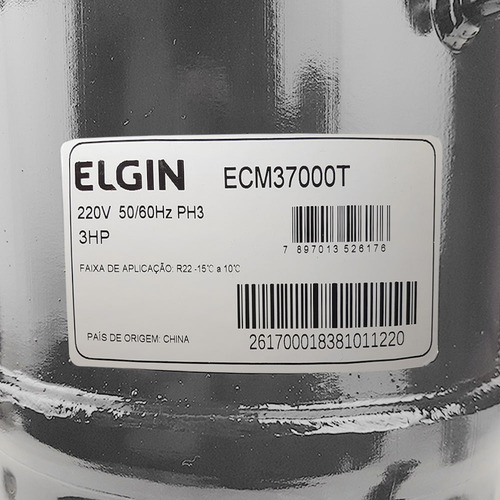 ELGIN ECM37000T
220V 50/60Hz PH3
3HP
7 897013 526176
FAIXA DE APLICAÇÃO: R22 -15℃ a 10℃
PAÍS DE ORIGEM: CHINA
261700018381011220